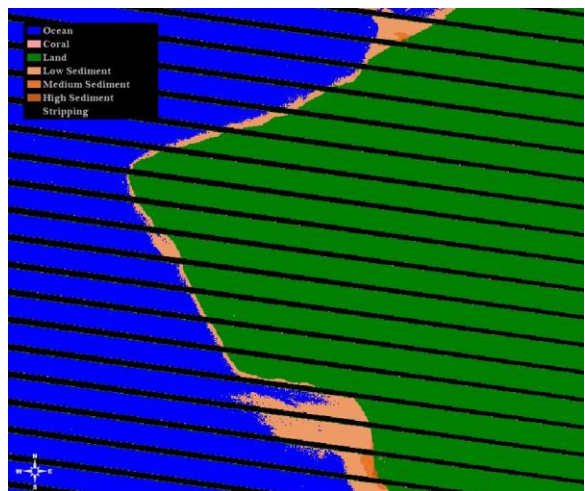 Ocean
Coral
Land
Low Sediment
Medium Sediment
High Sediment
Stripping
N
W E
S